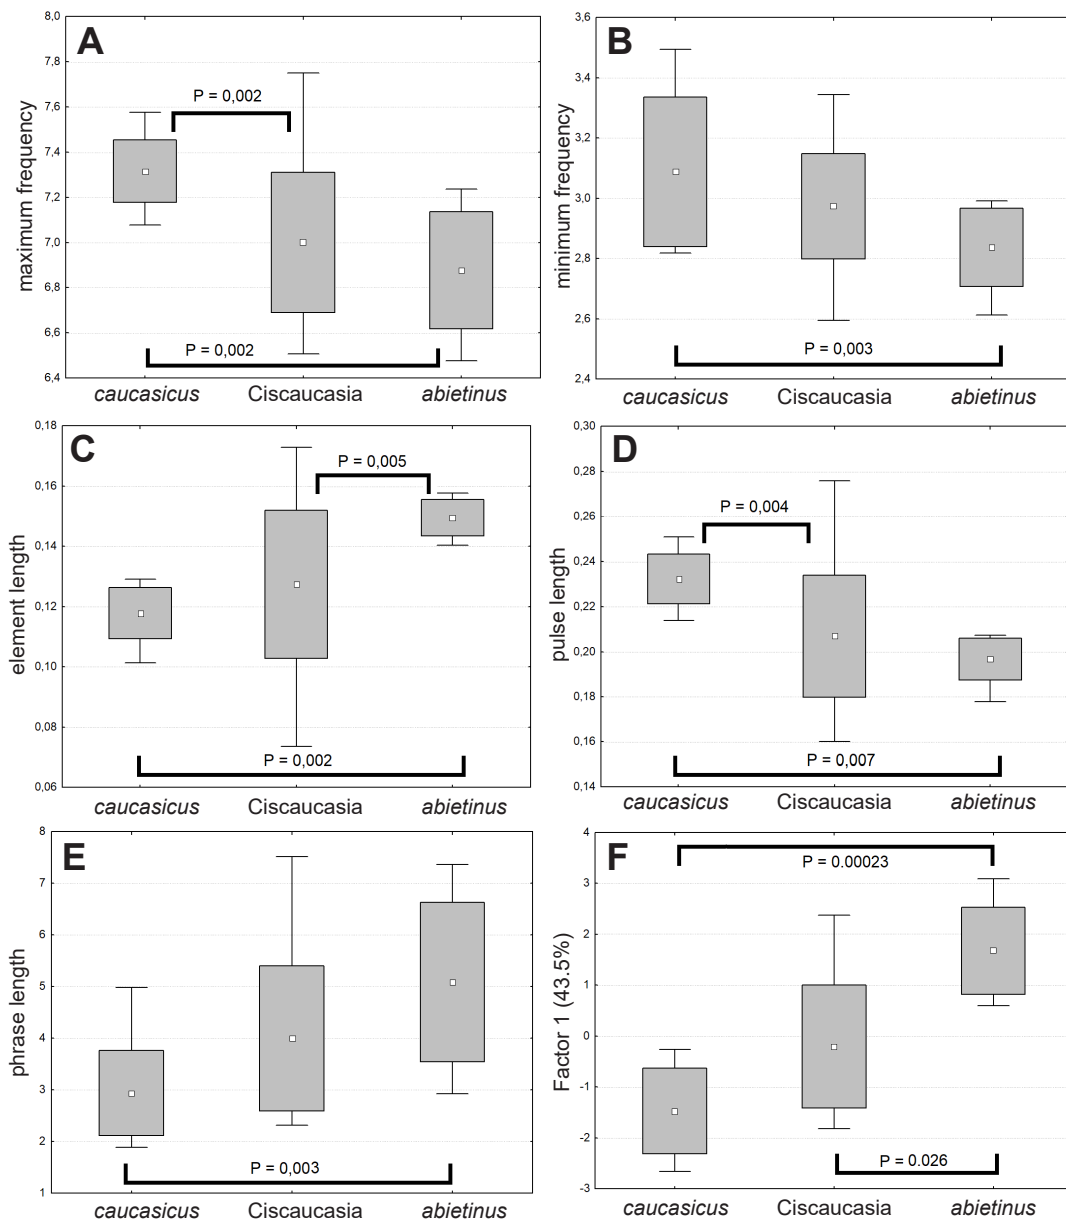 A
maximum frequency
8,0
7,8
7,6
7,4
7,2
7,0
6,8
6,6
6,4
P = 0,002
P = 0,002
caucasicus Ciscaucasia abietinus
B
minimum frequency
3,6
3,4
3,2
3,0
2,8
2,6
2,4
P = 0,003
caucasicus Ciscaucasia abietinus
C
element length
0,18
0,16
0,14
0,12
0,10
0,08
0,06
P = 0,005
P = 0,002
caucasicus Ciscaucasia abietinus
D
pulse length
0,30
0,28
0,26
0,24
0,22
0,20
0,18
0,16
0,14
P = 0,004
P = 0,007
caucasicus Ciscaucasia abietinus
E
phrase length
8
7
6
5
4
3
2
1
P = 0,003
caucasicus Ciscaucasia abietinus
F
Factor 1 (43.5%)
4
3
2
1
0
-1
-2
-3
P = 0.00023
P = 0.026
caucasicus Ciscaucasia abietinus